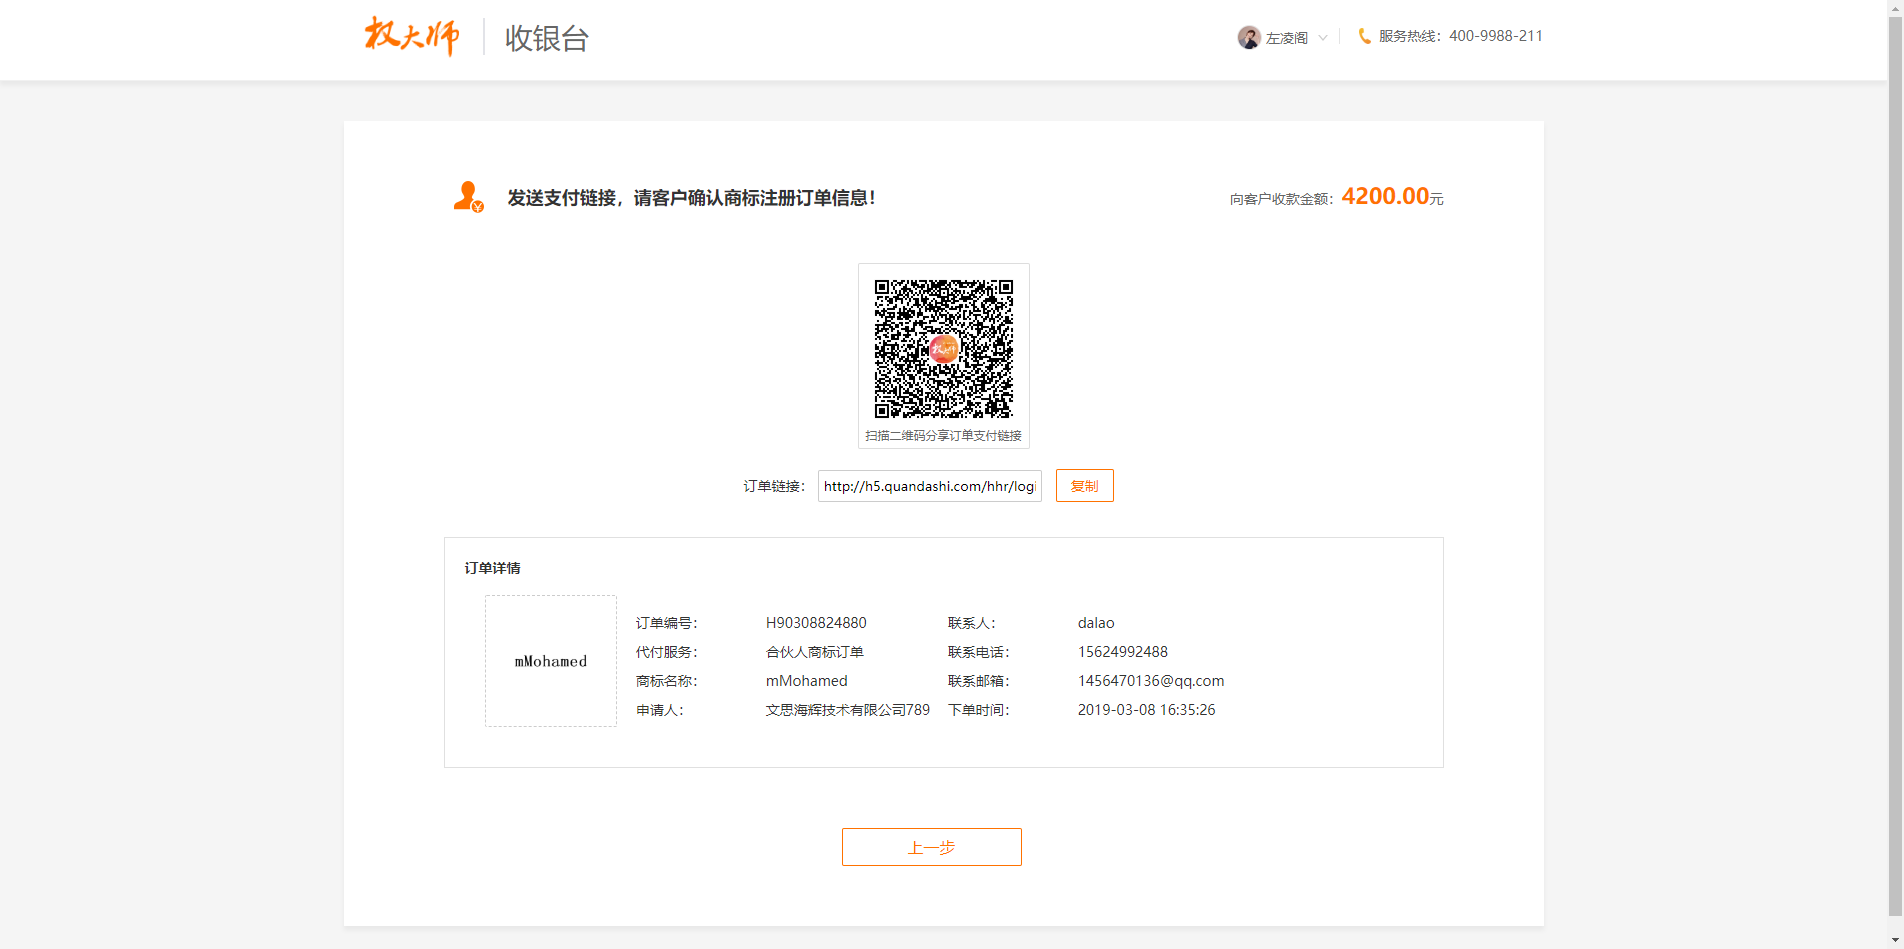 权大师 收银台 左凌阁 服务热线：400-9988-211
发送支付链接，请客户确认商标注册订单信息！ 向客户收款金额：4200.00元
权大师
扫描二维码分享订单支付链接
订单链接： http://h5.quandashi.com/hhr/logi 复制
订单详情
mMohamed
订单编号： H90308824880 联系人： dalao
代付服务： 合伙人商标订单 联系电话： 15624992488
商标名称： mMohamed 联系邮箱： 1456470136@qq.com
申请人： 文思海辉技术有限公司789 下单时间： 2019-03-08 16:35:26
上一步